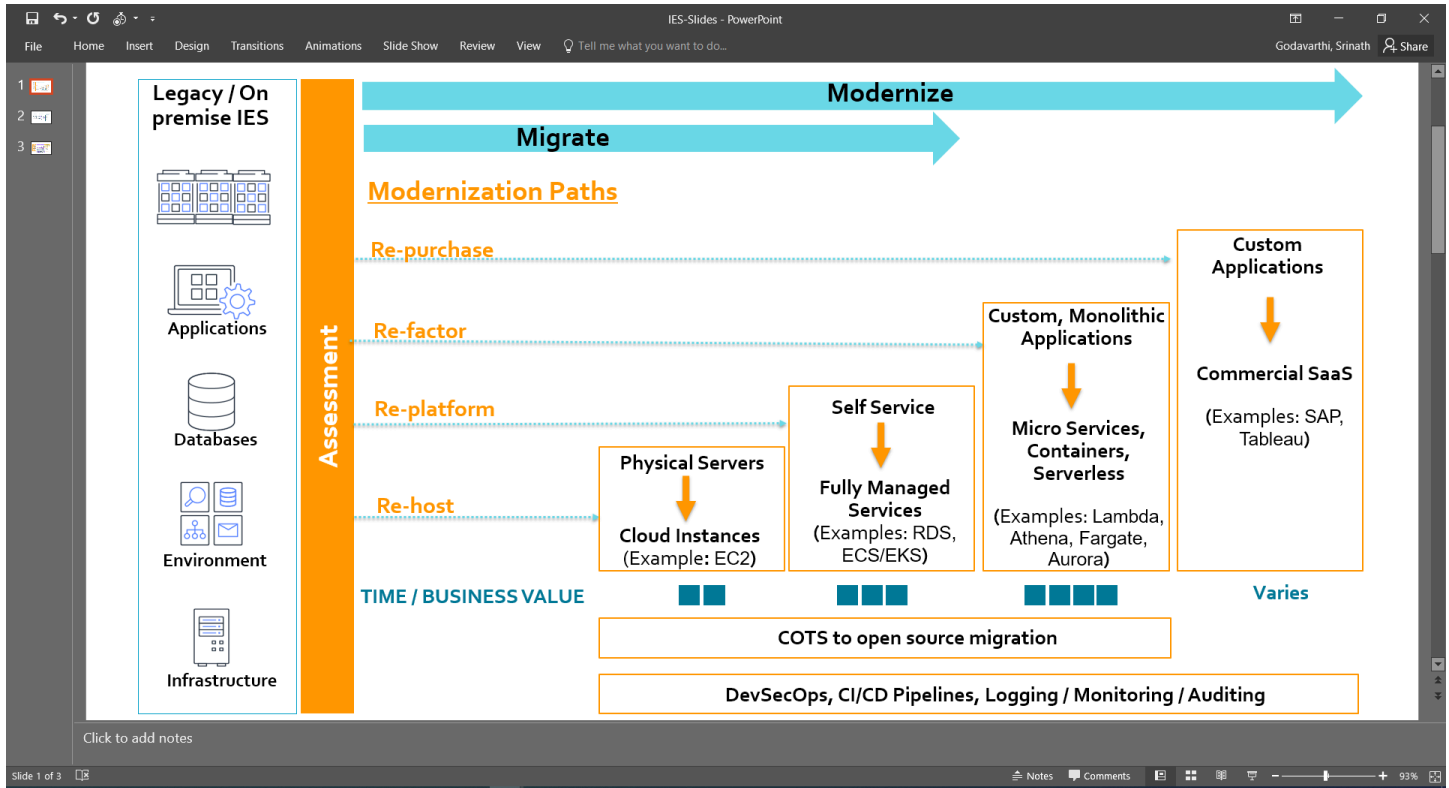 IES-Slides - PowerPoint
File Home Insert Design Transitions Animations Slide Show Review View Tell me what you want to do...
Godavarthi, Srinath Share
1
2
3
Legacy / On
premise IES
Applications
Databases
Environment
Infrastructure
Assessment
Modernize
Migrate
Modernization Paths
Re-purchase
Re-factor
Re-platform
Re-host
Physical Servers
Cloud Instances
(Example: EC2)
Self Service
Fully Managed
Services
(Examples: RDS,
ECS/EKS)
Custom, Monolithic
Applications
Micro Services,
Containers,
Serverless
(Examples: Lambda,
Athena, Fargate,
Aurora)
Custom
Applications
Commercial SaaS
(Examples: SAP,
Tableau)
TIME / BUSINESS VALUE
Varies
COTS to open source migration
DevSecOps, CI/CD Pipelines, Logging / Monitoring / Auditing
Click to add notes
Slide 1 of 3
Notes Comments 93%